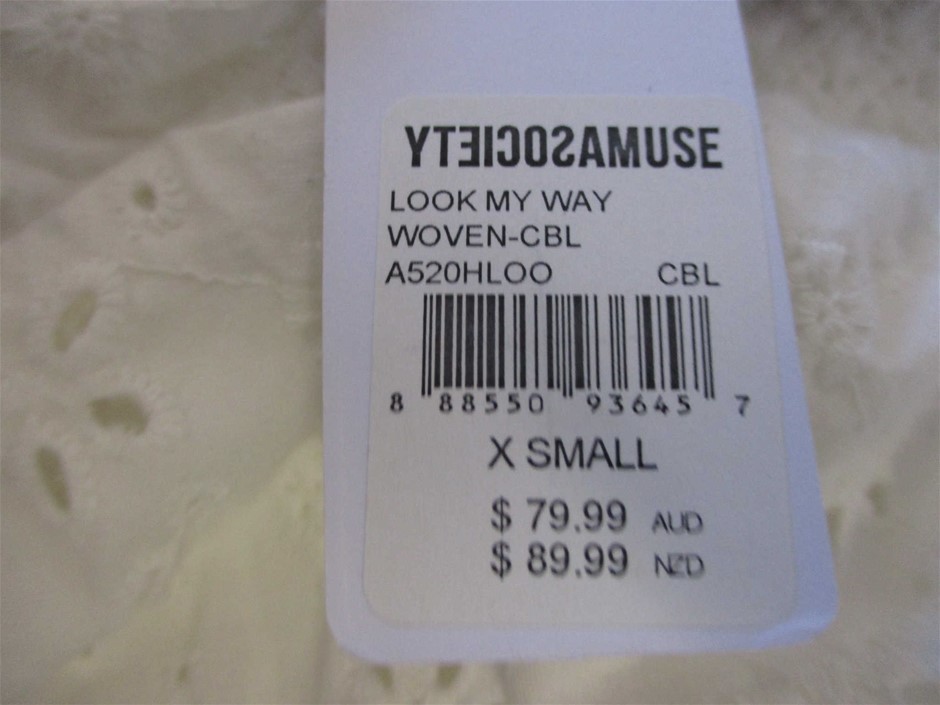 YTEICOSAMUSE
LOOK MY WAY
WOVEN-CBL
A520HLOO CBL
8 88550 93645 7
X SMALL
$ 79.99 AUD
$ 89.99 NZD